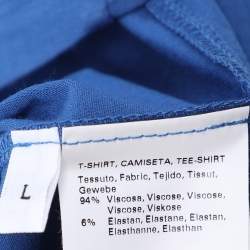 T-SHIRT, CAMISETA, TEE-SHIRT
Tessuto, Fabric, Tejido, Tissut,
Gewebe
94% Viscosa, Viscose, Viscose,
Viscose, Viskose
6% Elastan, Elastane, Elastan,
Elasthanne, Elasthan
L